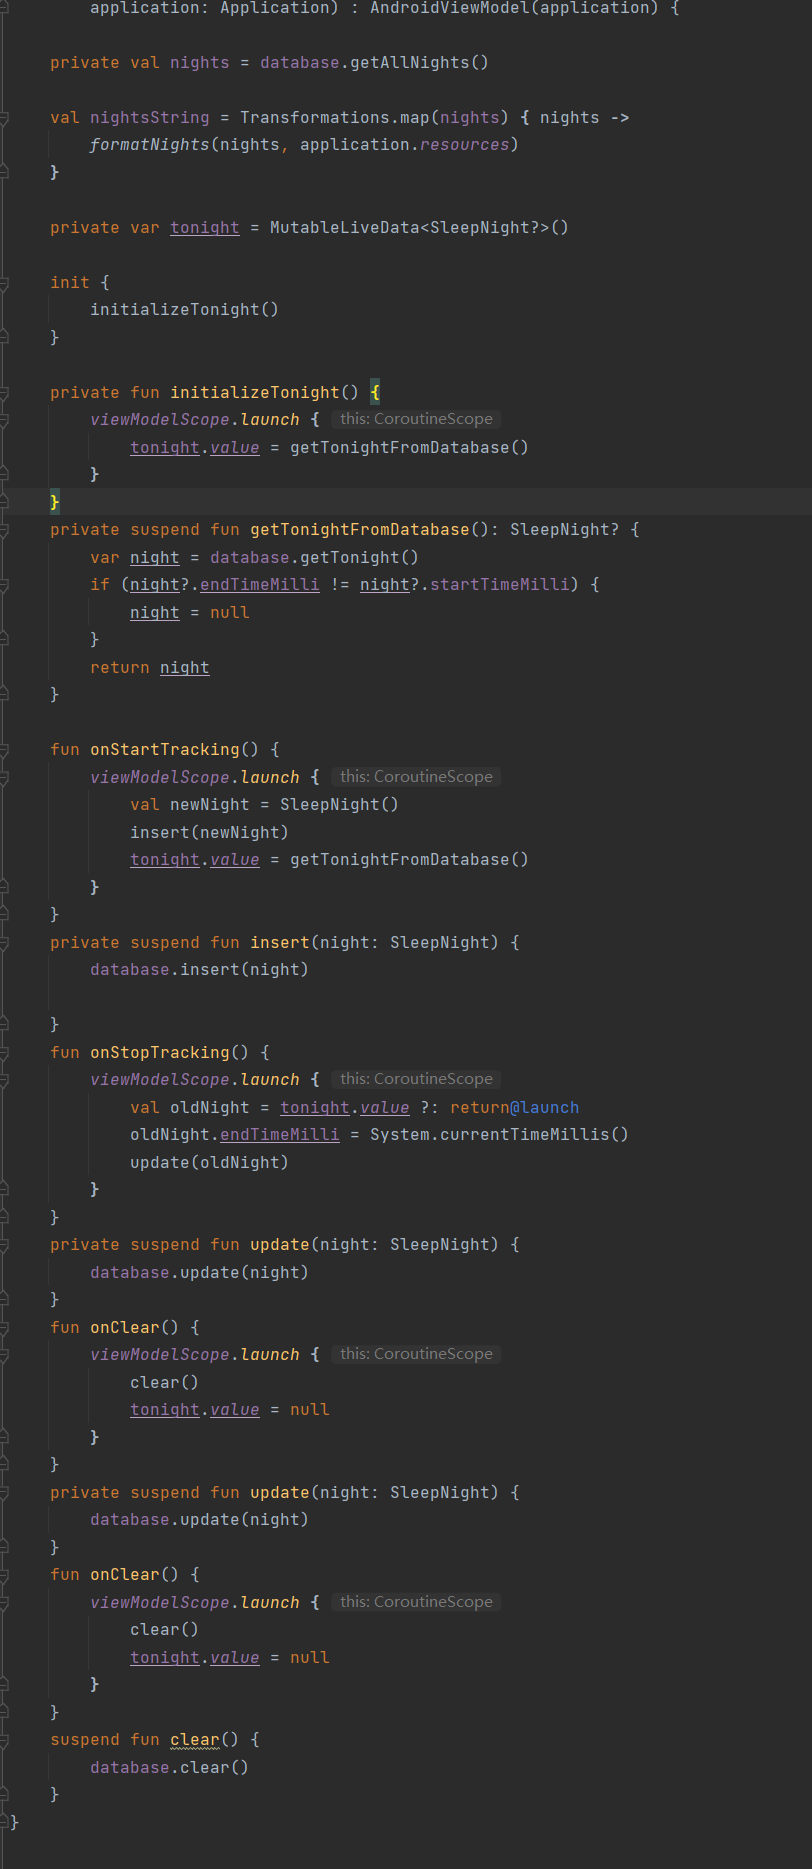 application: Application) : AndroidViewModel(application) {
private val nights = database.getAllNights()
val nightsString = Transformations.map(nights) { nights ->
formatNights(nights, application.resources)
}
private var tonight = MutableLiveData<SleepNight?>()
init {
initializeTonight()
}
private fun initializeTonight() {
viewModelScope.launch { this: CoroutineScope
tonight.value = getTonightFromDatabase()
}
}
private suspend fun getTonightFromDatabase(): SleepNight? {
var night = database.getTonight()
if (night?.endTimeMilli != night?.startTimeMilli) {
night = null
}
return night
}
fun onStartTracking() {
viewModelScope.launch { this: CoroutineScope
val newNight = SleepNight()
insert(newNight)
tonight.value = getTonightFromDatabase()
}
}
private suspend fun insert(night: SleepNight) {
database.insert(night)
}
fun onStopTracking() {
viewModelScope.launch { this: CoroutineScope
val oldNight = tonight.value ?: return@launch
oldNight.endTimeMilli = System.currentTimeMillis()
update(oldNight)
}
}
private suspend fun update(night: SleepNight) {
database.update(night)
}
fun onClear() {
viewModelScope.launch { this: CoroutineScope
clear()
tonight.value = null
}
}
private suspend fun update(night: SleepNight) {
database.update(night)
}
fun onClear() {
viewModelScope.launch { this: CoroutineScope
clear()
tonight.value = null
}
}
suspend fun clear() {
database.clear()
}
}